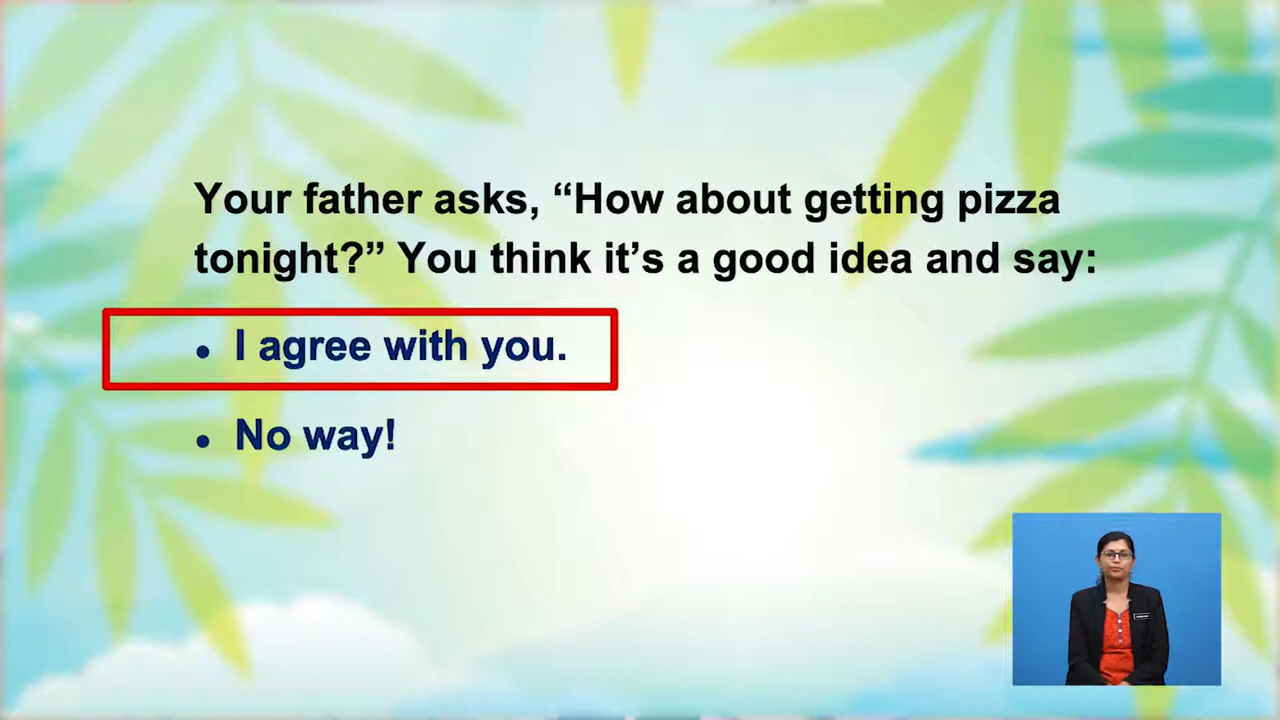 Your father asks, “How about getting pizza
tonight?” You think it’s a good idea and say:
• I agree with you.
• No way!